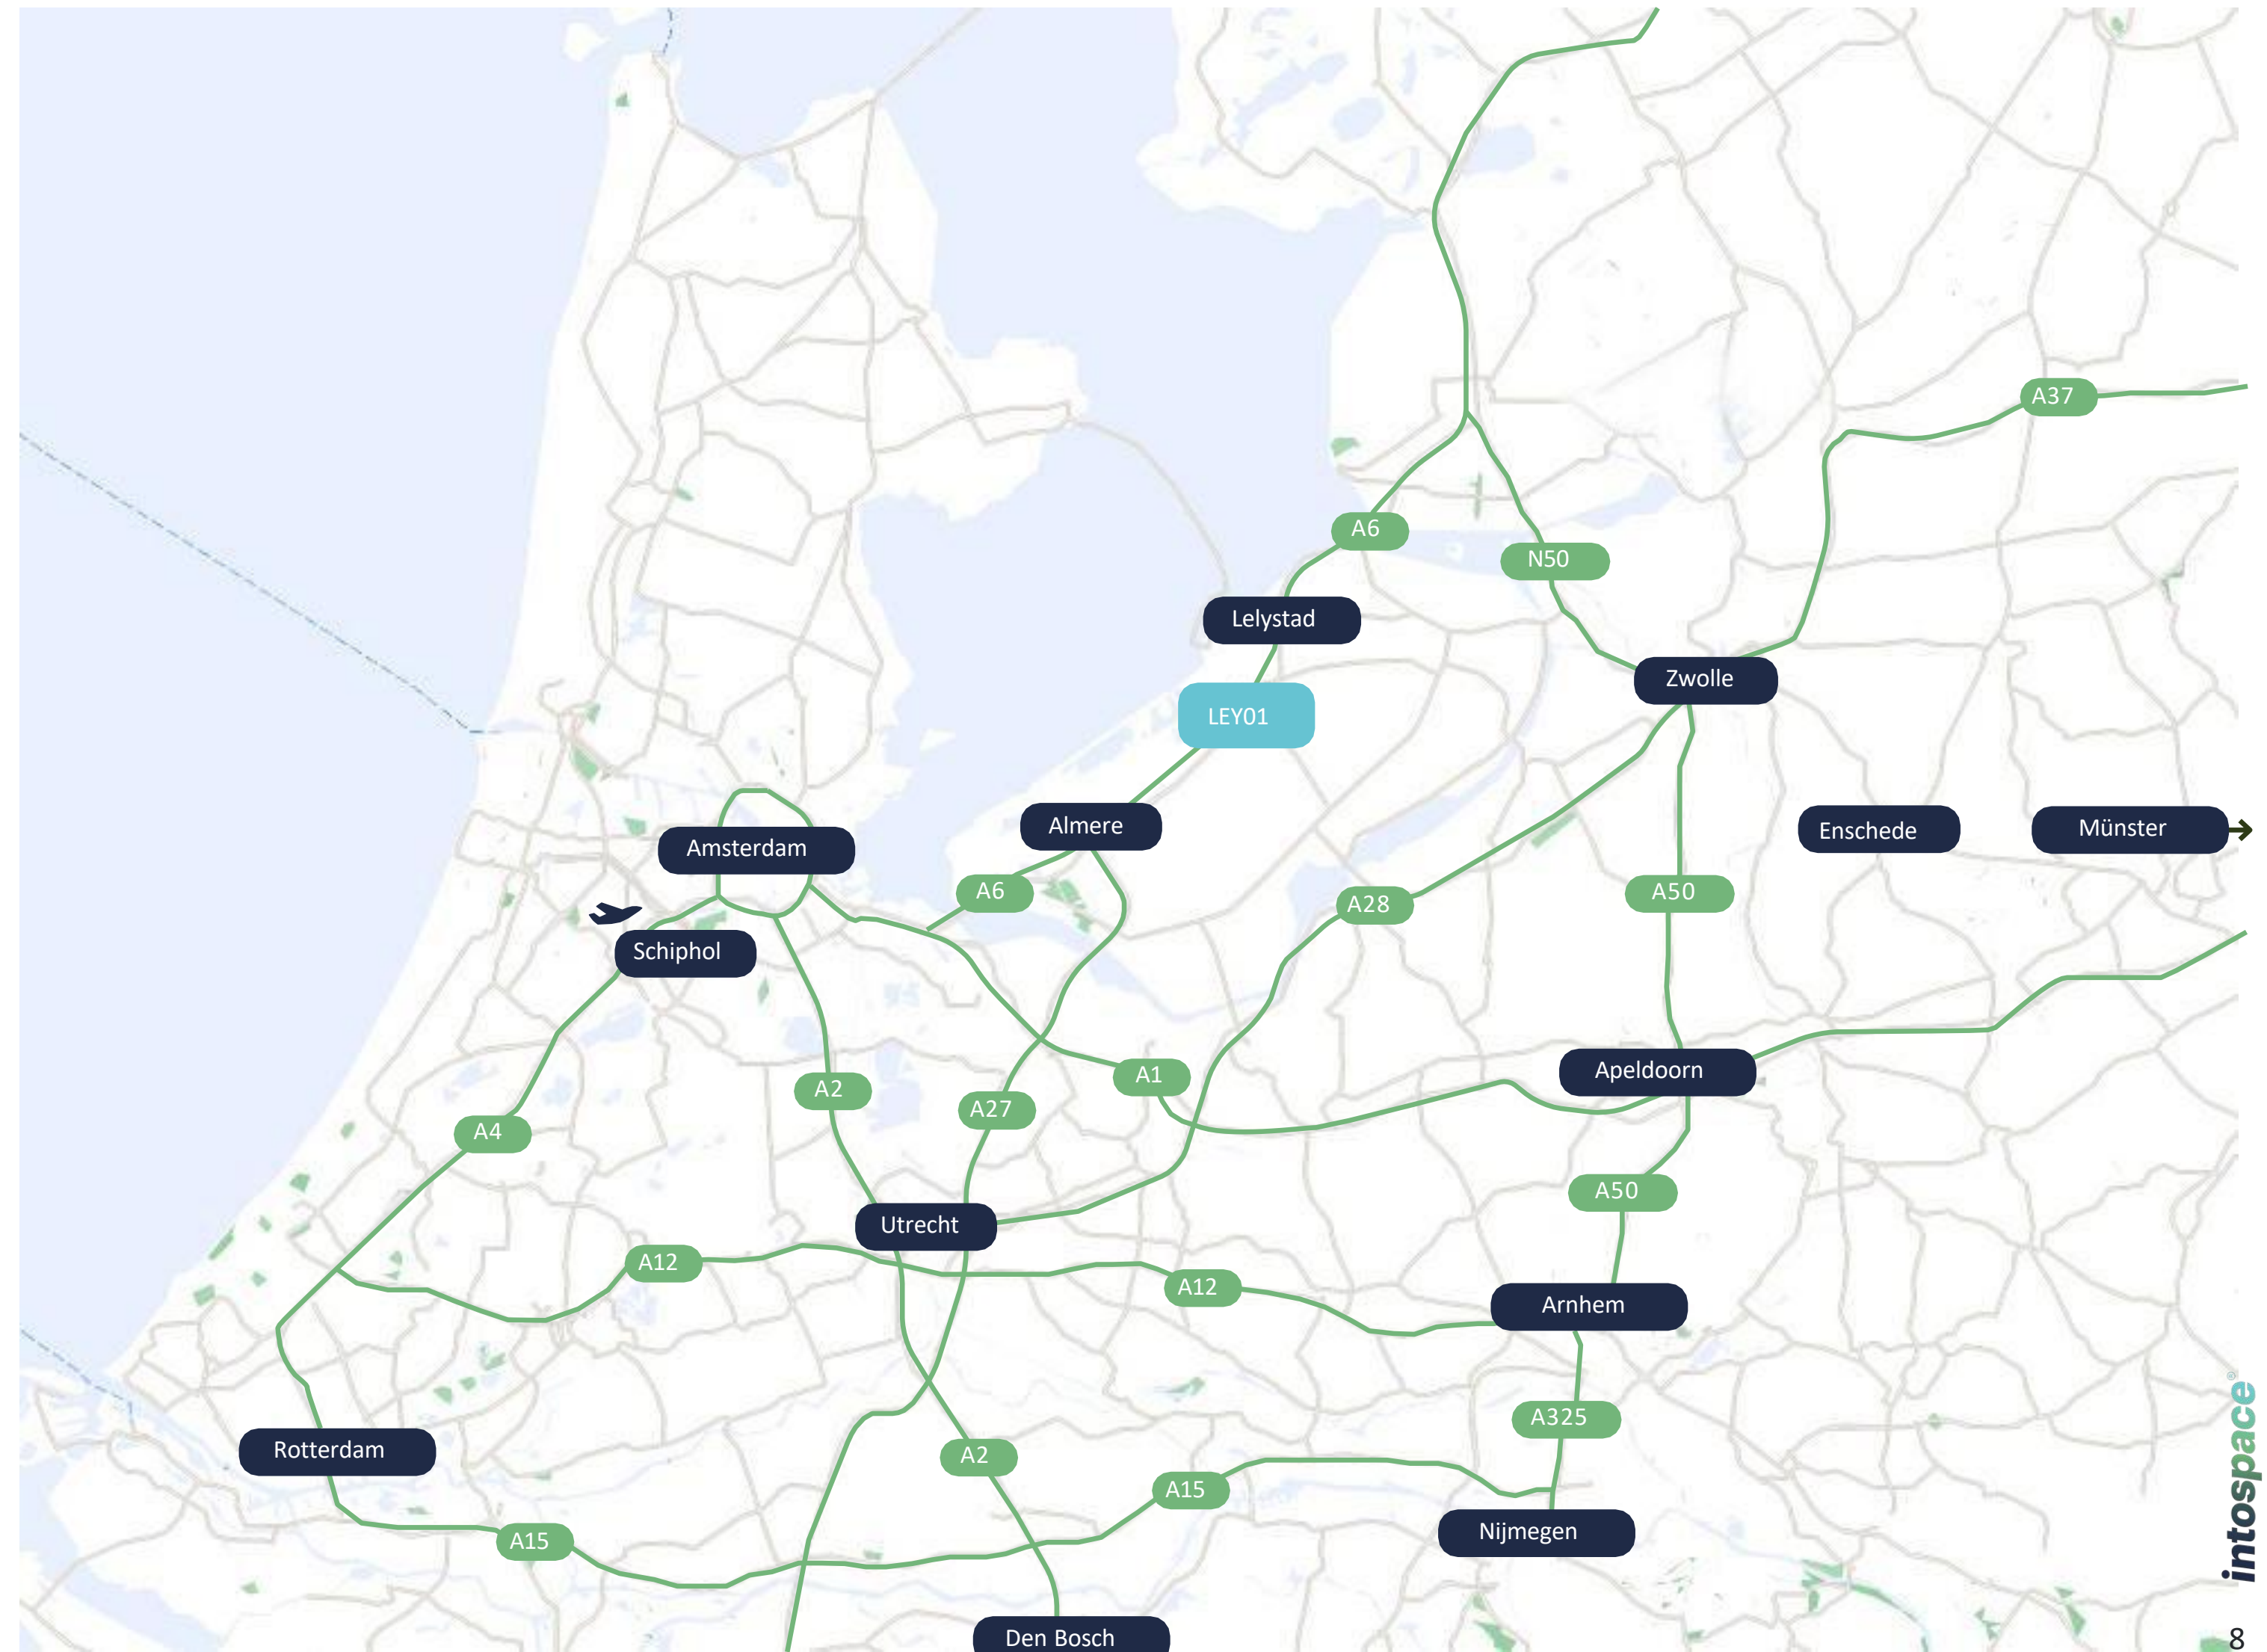 A37
A6
N50
Lelystad
Zwolle
LEY01
Almere
Enschede
Münster
Amsterdam
A6
A28
A50
Schiphol
A1
Apeldoorn
A2
A27
A4
A50
Utrecht
A12
A12
Arnhem
A325
Rotterdam
A2
A15
Nijmegen
A15
Den Bosch
intospace
8